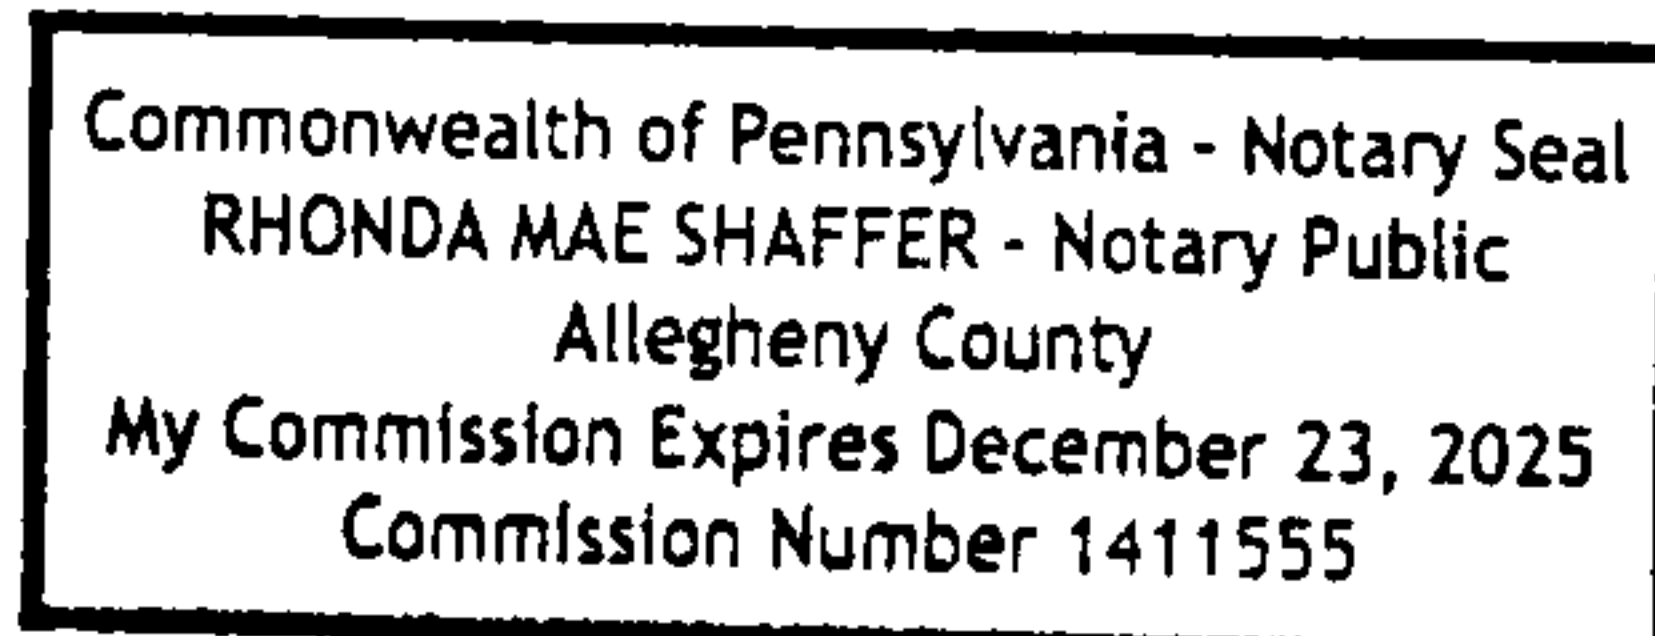 Commonwealth of Pennsylvania - Notary Seal
RHONDA MAE SHAFFER - Notary Public
Allegheny County
My Commission Expires December 23, 2025
Commission Number 1411555